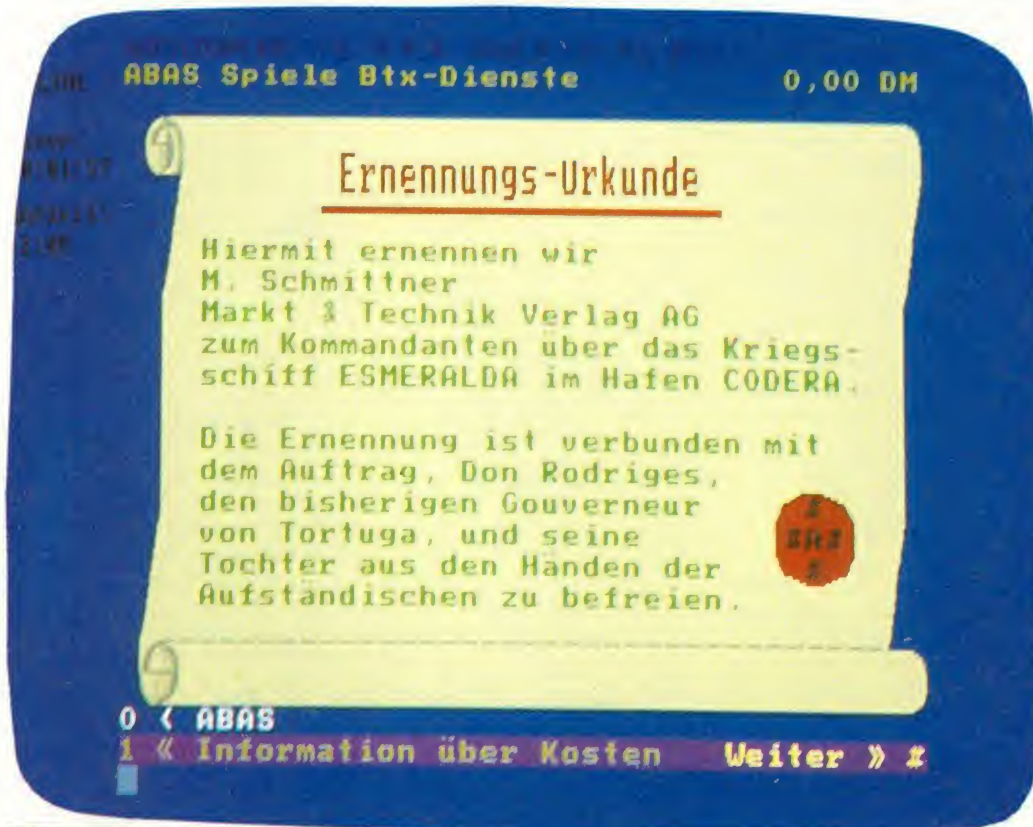 ABAS Spiele Btx-Dienste 0,00 DM
Ernennungs-Urkunde
Hiermit ernennen wir
M. Schmittner
Markt & Technik Verlag AG
zum Kommandanten über das Kriegs-
schiff ESMERALDA im Hafen CODERA.
Die Ernennung ist verbunden mit
dem Auftrag, Don Rodriges,
den bisherigen Gouverneur
von Tortuga, und seine
Tochter aus den Händen der
Aufständischen zu befreien.
0 < ABAS
1 « Information über Kosten Weiter » #